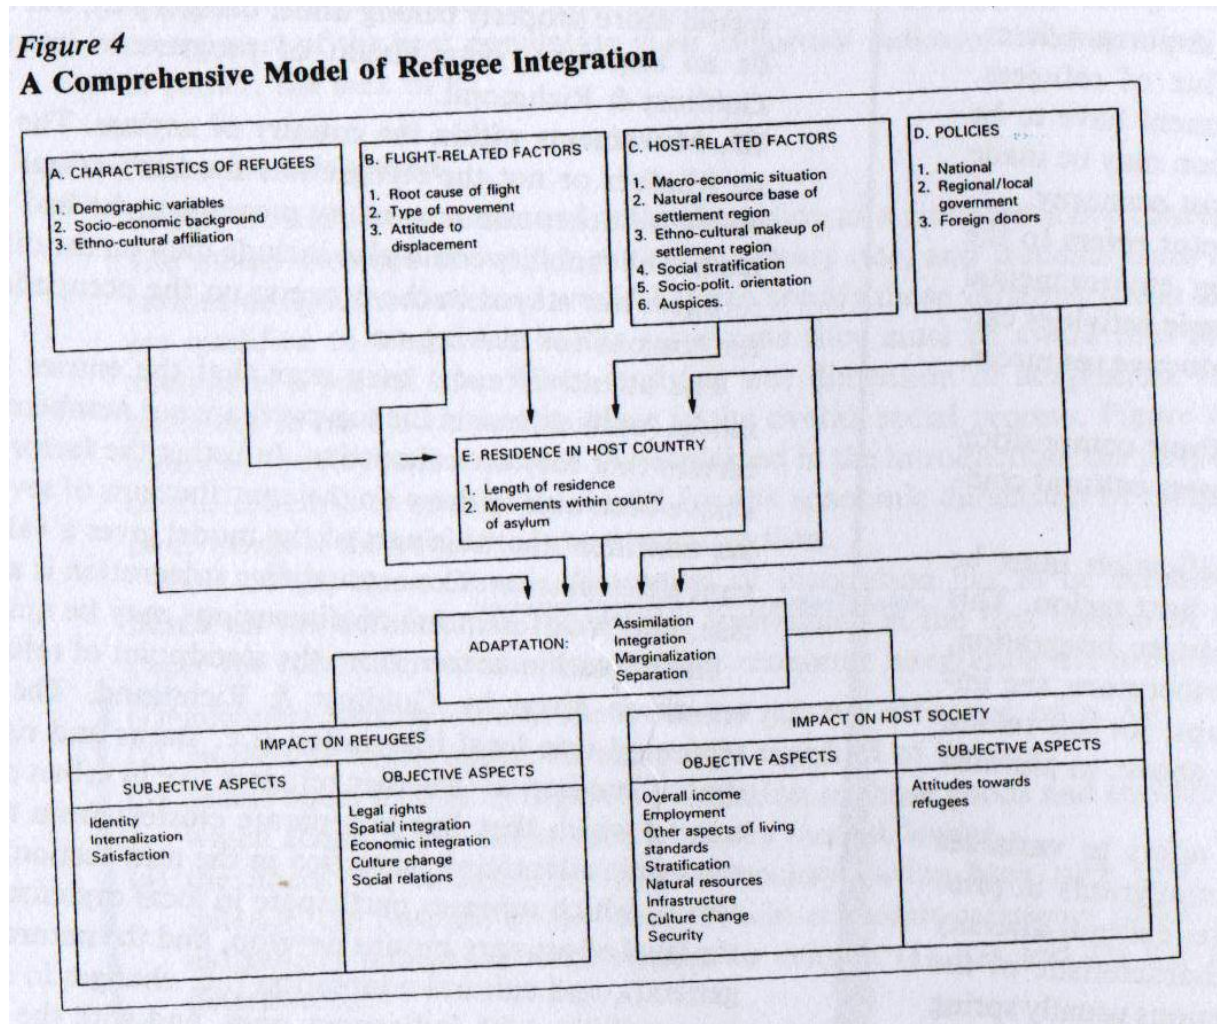 Figure 4
A Comprehensive Model of Refugee Integration
A. CHARACTERISTICS OF REFUGEES
1. Demographic variables
2. Socio-economic background
3. Ethno-cultural affiliation
B. FLIGHT-RELATED FACTORS
1. Root cause of flight
2. Type of movement
3. Attitude to
displacement
C. HOST-RELATED FACTORS
1. Macro-economic situation
2. Natural resource base of
settlement region
3. Ethno-cultural makeup of
settlement region
4. Social stratification
5. Socio-polit. orientation
6. Auspices
D. POLICIES
1. National
2. Regional/local
government
3. Foreign donors
E. RESIDENCE IN HOST COUNTRY
1. Length of residence
2. Movements within country
of asylum
ADAPTATION:
Assimilation
Integration
Marginalization
Separation
IMPACT ON REFUGEES
SUBJECTIVE ASPECTS
Identity
Internalization
Satisfaction
OBJECTIVE ASPECTS
Legal rights
Spatial integration
Economic integration
Culture change
Social relations
IMPACT ON HOST SOCIETY
OBJECTIVE ASPECTS
Overall income
Employment
Other aspects of living
standards
Stratification
Natural resources
Infrastructure
Culture change
Security
SUBJECTIVE ASPECTS
Attitudes towards
refugees